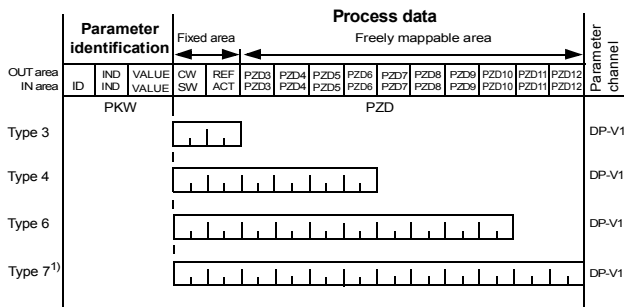 Process data
Parameter identification
Fixed area
Freely mappable area
Parameter channel
OUT area IND VALUE CW REF PZD3 PZD4 PZD5 PZD6 PZD7 PZD8 PZD9 PZD10 PZD11 PZD12
IN area ID IND VALUE SW ACT PZD3 PZD4 PZD5 PZD6 PZD7 PZD8 PZD9 PZD10 PZD11 PZD12
PKW PZD
Type 3 DP-V1
Type 4 DP-V1
Type 6 DP-V1
Type 7¹⁾ DP-V1